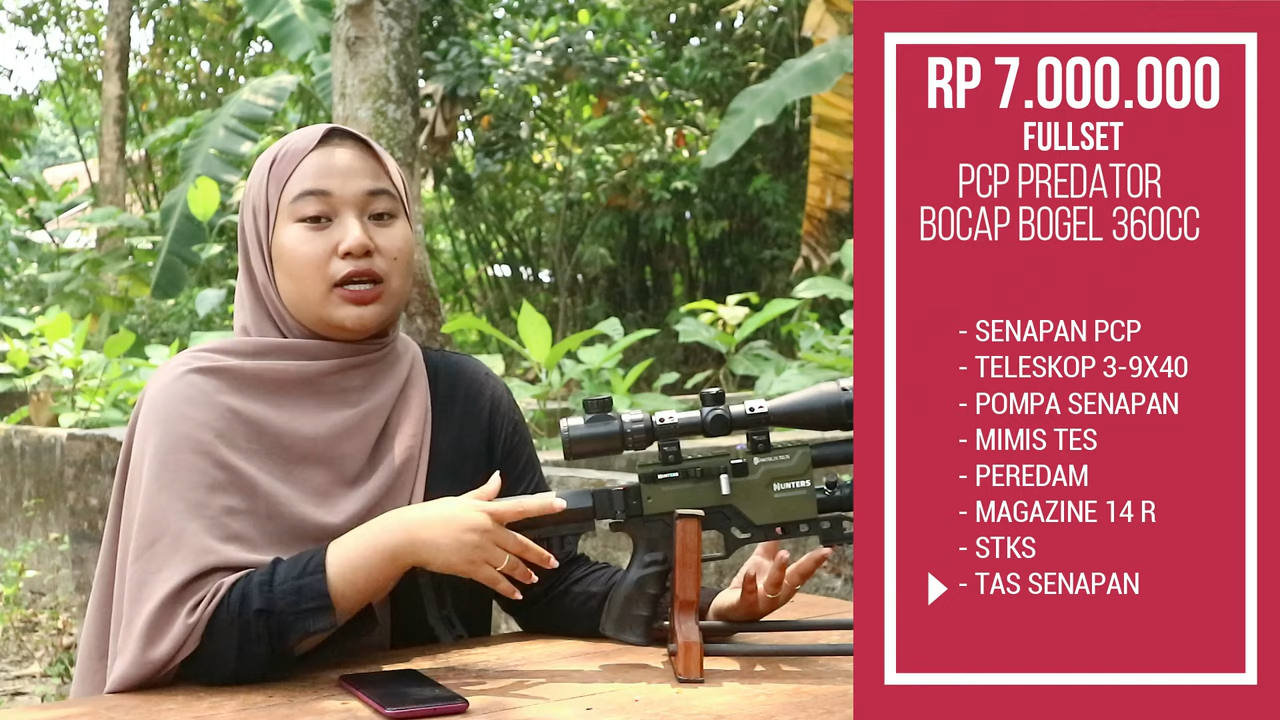 RP 7.000.000
FULLSET
PCP PREDATOR
BOCAP BOGEL 360CC
- SENAPAN PCP
- TELESKOP 3-9X40
- POMPA SENAPAN
- MIMIS TES
- PEREDAM
- MAGAZINE 14 R
- STKS
- TAS SENAPAN
HUNTERS